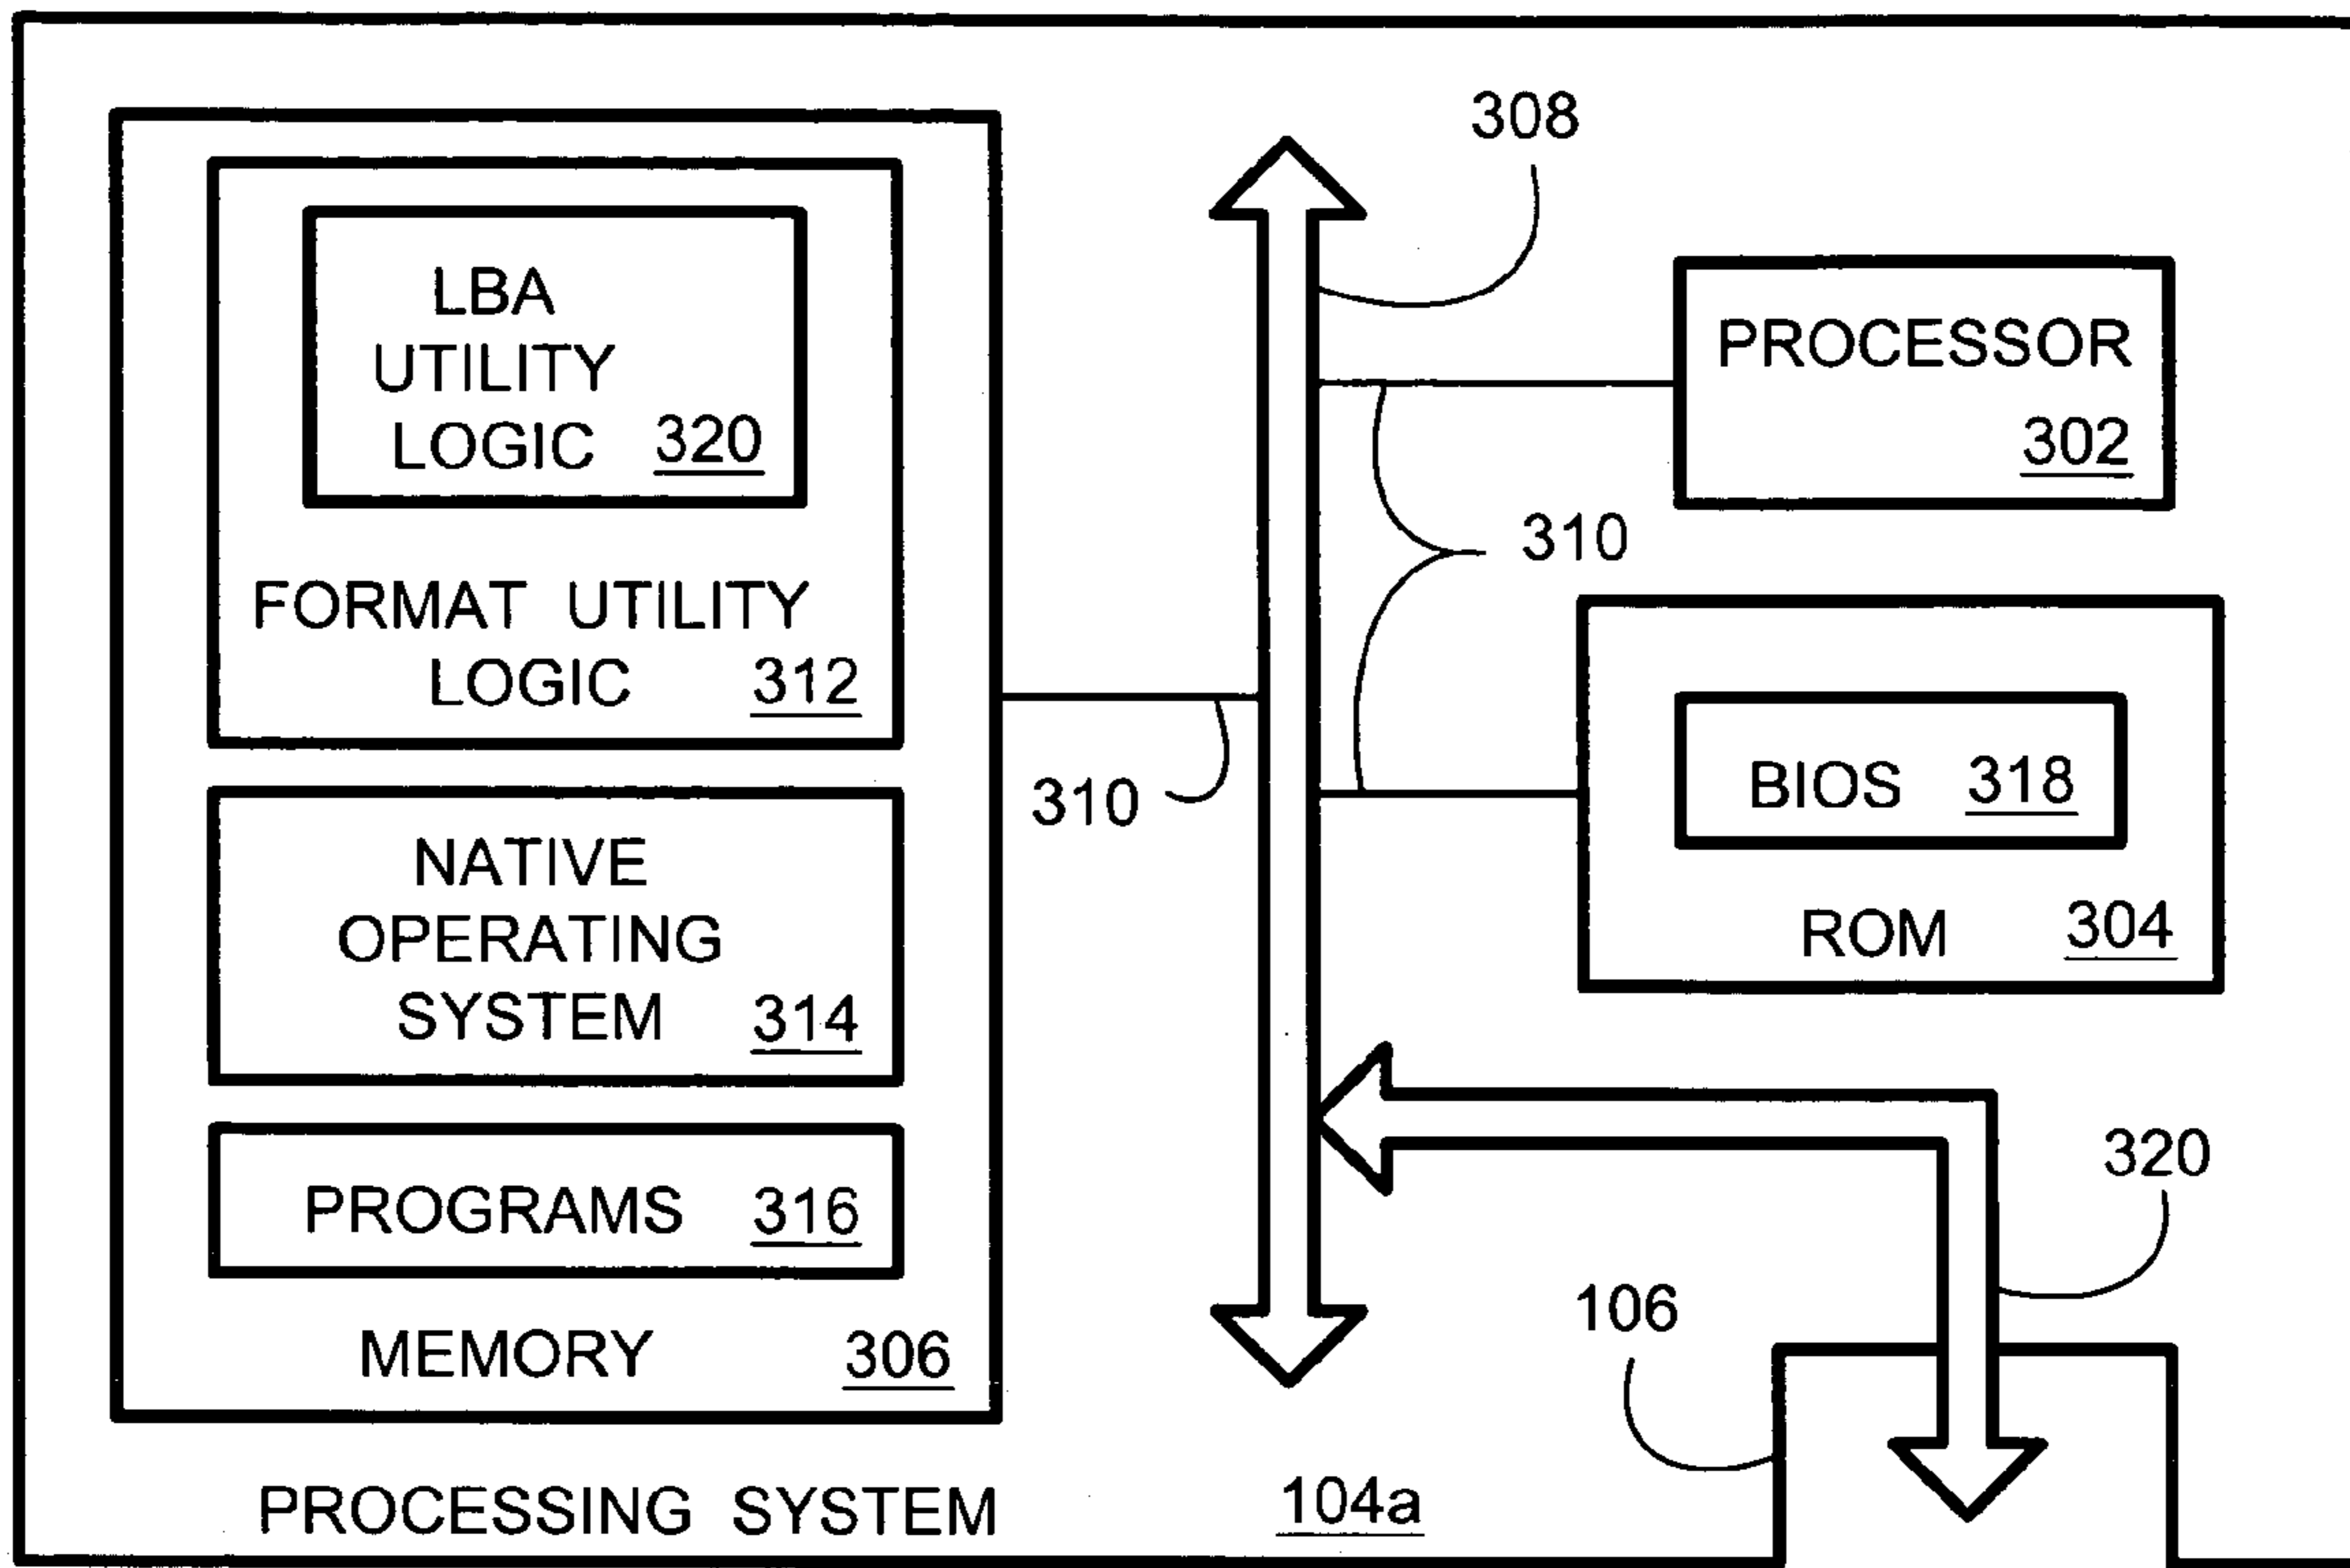 LBA
UTILITY
LOGIC 320
FORMAT UTILITY
LOGIC 312
NATIVE
OPERATING
SYSTEM 314
PROGRAMS 316
MEMORY 306
308
310
310
PROCESSOR
302
BIOS 318
ROM 304
320
106
PROCESSING SYSTEM 104a